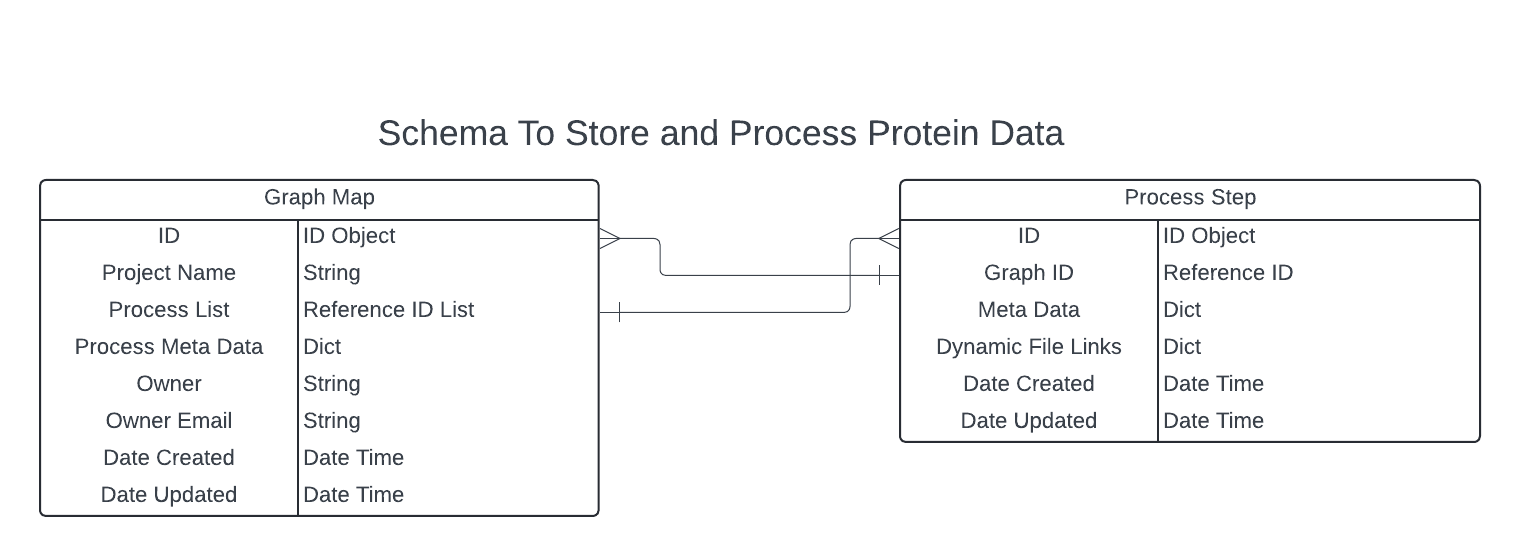 Schema To Store and Process Protein Data
Graph Map
ID ID Object
Project Name String
Process List Reference ID List
Process Meta Data Dict
Owner String
Owner Email String
Date Created Date Time
Date Updated Date Time
Process Step
ID ID Object
Graph ID Reference ID
Meta Data Dict
Dynamic File Links Dict
Date Created Date Time
Date Updated Date Time